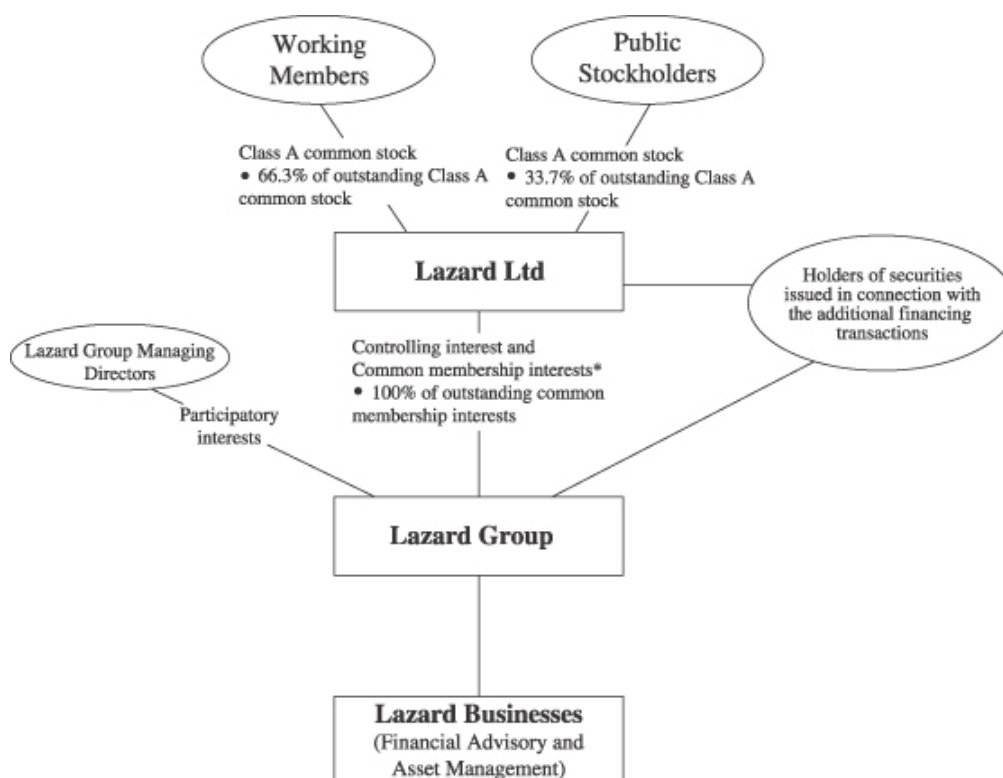 Working
Members
Public
Stockholders
Class A common stock
• 66.3% of outstanding Class A
common stock
Class A common stock
• 33.7% of outstanding Class A
common stock
Lazard Ltd
Holders of securities
issued in connection with
the additional financing
transactions
Lazard Group Managing
Directors
Controlling interest and
Common membership interests*
• 100% of outstanding common
membership interests
Participatory
interests
Lazard Group
Lazard Businesses
(Financial Advisory and
Asset Management)